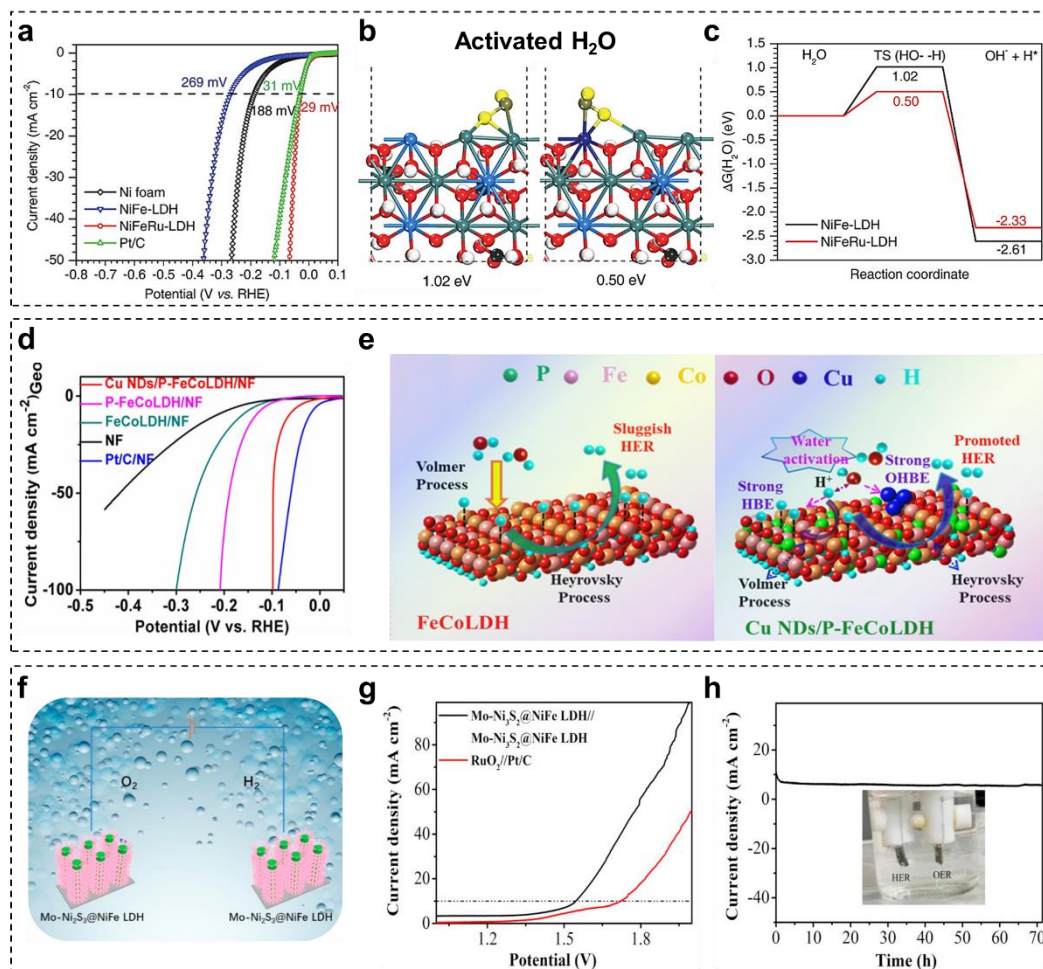 a
Current density (mA cm⁻²)
0
-10
-20
-30
-40
-50
269 mV
31 mV
188 mV
29 mV
Ni foam
NiFe-LDH
NiFeRu-LDH
Pt/C
-0.8 -0.7 -0.6 -0.5 -0.4 -0.3 -0.2 -0.1 0.0 0.1
Potential (V vs. RHE)
b
Activated H₂O
1.02 eV
0.50 eV
c
ΔG(H₂O) (eV)
1.5
1.0
0.5
0.0
-0.5
-1.0
-1.5
-2.0
-2.5
-3.0
H₂O
TS (HO- -H)
OH⁻ + H*
1.02
0.50
-2.33
-2.61
NiFe-LDH
NiFeRu-LDH
Reaction coordinate
d
Current density (mA cm⁻²)Geo
0
-50
-100
Cu NDs/P-FeCoLDH/NF
P-FeCoLDH/NF
FeCoLDH/NF
NF
Pt/C/NF
-0.5 -0.4 -0.3 -0.2 -0.1 0.0
Potential (V vs. RHE)
e
P Fe Co O Cu H
Volmer
Process
Sluggish
HER
Heyrovsky
Process
FeCoLDH
Water
activation
Strong
OHBE
Promoted
HER
Strong
HBE
H⁺
Volmer
Process
Heyrovsky
Process
Cu NDs/P-FeCoLDH
f
O₂
H₂
Mo-Ni₂S₃@NiFe LDH
Mo-Ni₂S₃@NiFe LDH
g
Current density (mA cm⁻²)
80
60
40
20
0
Mo-Ni₃S₂@NiFe LDH//
Mo-Ni₃S₂@NiFe LDH
RuO₂//Pt/C
1.2 1.5 1.8
Potential (V)
h
Current density (mA cm⁻²)
20
0
-20
-40
HER
OER
0 10 20 30 40 50 60 70
Time (h)